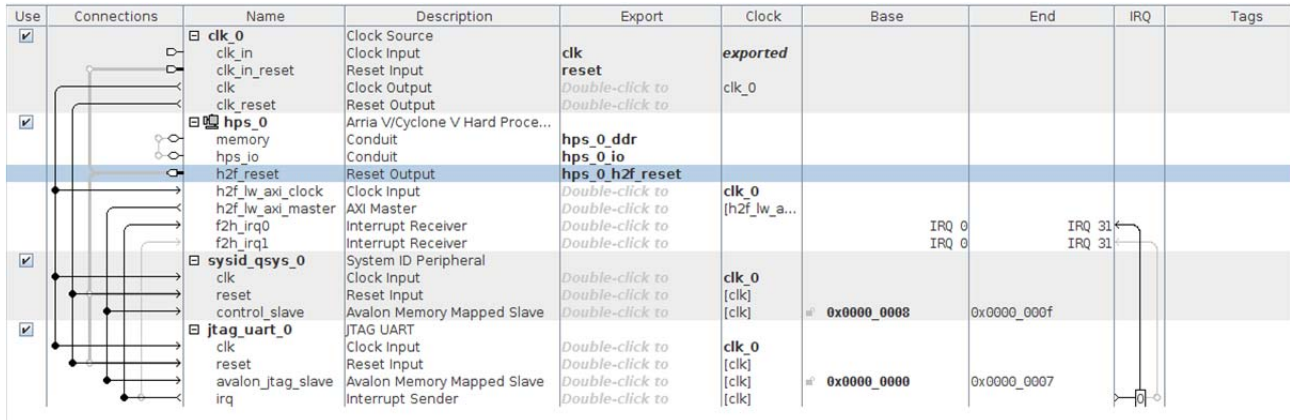 Use Connections Name Description Export Clock Base End IRQ Tags
clk_0 Clock Source
clk_in Clock Input clk exported
clk_in_reset Reset Input reset
clk Clock Output Double-click to clk_0
clk_reset Reset Output Double-click to
hps_0 Arria V/Cyclone V Hard Proce...
memory Conduit hps_0_ddr
hps_io Conduit hps_0_io
h2f_reset Reset Output hps_0_h2f_reset
h2f_lw_axi_clock Clock Input Double-click to clk_0
h2f_lw_axi_master AXI Master Double-click to [h2f_lw_a...
f2h_irq0 Interrupt Receiver Double-click to IRQ 0 IRQ 31
f2h_irq1 Interrupt Receiver Double-click to IRQ 0 IRQ 31
sysid_qsys_0 System ID Peripheral
clk Clock Input Double-click to clk_0
reset Reset Input Double-click to [clk]
control_slave Avalon Memory Mapped Slave Double-click to [clk] 0x0000_0008 0x0000_000f
jtag_uart_0 JTAG UART
clk Clock Input Double-click to clk_0
reset Reset Input Double-click to [clk]
avalon_jtag_slave Avalon Memory Mapped Slave Double-click to [clk] 0x0000_0000 0x0000_0007
irq Interrupt Sender Double-click to [clk] 0